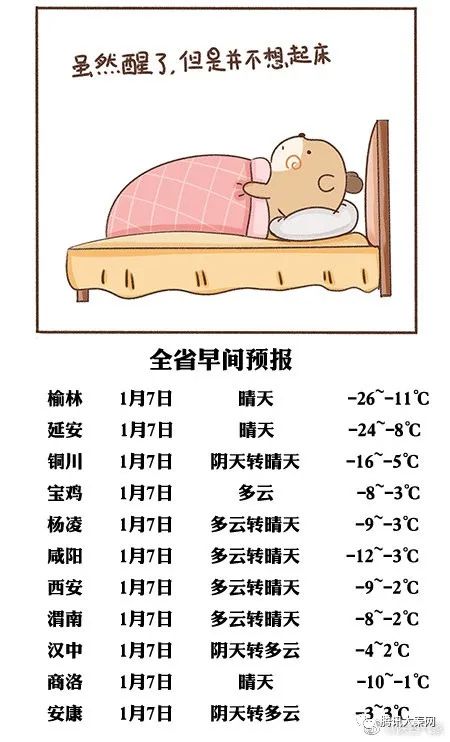 虽然醒了,但是并不想起床
全省早间预报
榆林 1月7日 晴天 -26~-11℃
延安 1月7日 晴天 -24~-8℃
铜川 1月7日 阴天转晴天 -16~-5℃
宝鸡 1月7日 多云 -8~-3℃
杨凌 1月7日 多云转晴天 -9~-3℃
咸阳 1月7日 多云转晴天 -12~-3℃
西安 1月7日 多云转晴天 -9~-2℃
渭南 1月7日 多云转晴天 -8~-2℃
汉中 1月7日 阴天转多云 -4~2℃
商洛 1月7日 晴天 -10~-1℃
安康 1月7日 阴天转多云 -3~3℃
腾讯大秦网